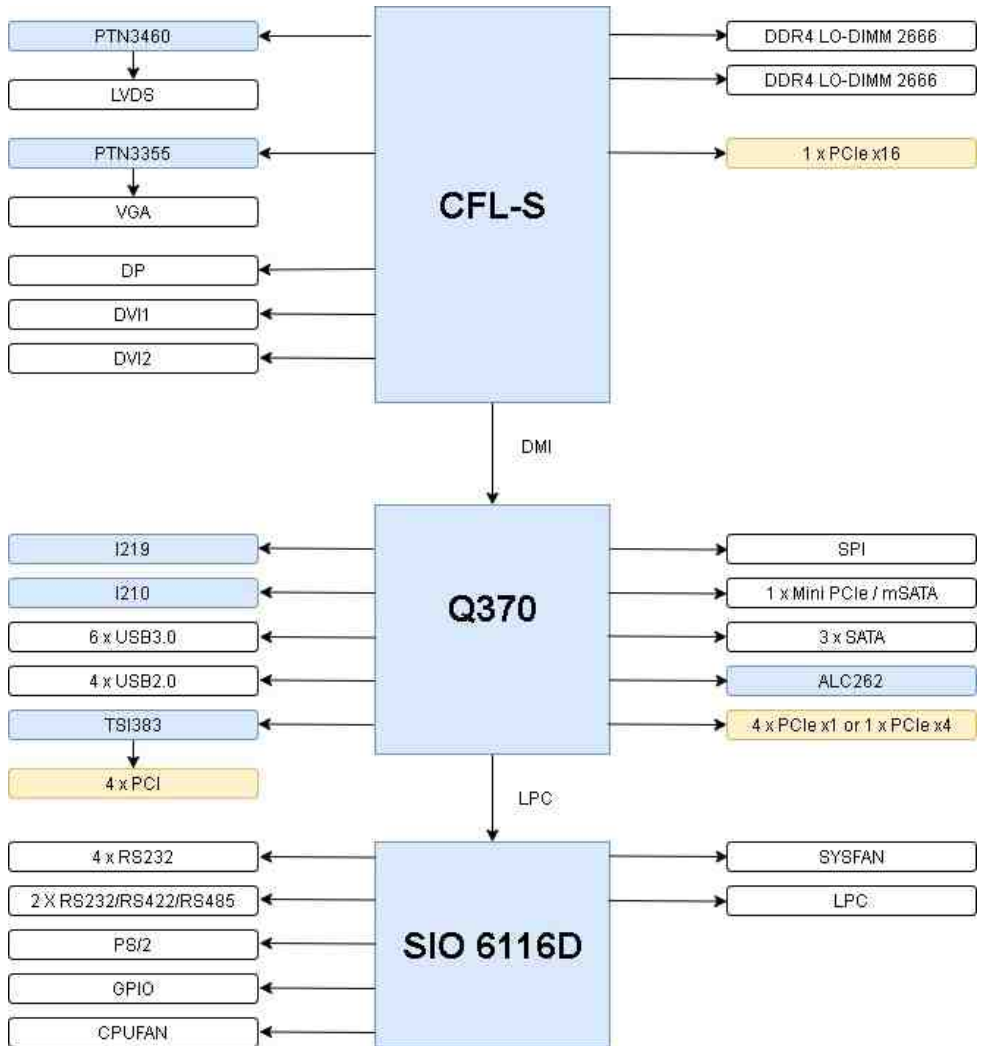 PTN3460
DDR4 LO-DIMM 2666
LVDS
DDR4 LO-DIMM 2666
PTN3355
1 x PCIe x16
VGA
CFL-S
DP
DVI1
DVI2
DMI
I219
SPI
I210
1 x Mini PCIe / mSATA
Q370
6 x USB3.0
3 x SATA
4 x USB2.0
ALC262
TSI383
4 x PCIe x1 or 1 x PCIe x4
4 x PCI
LPC
4 x RS232
SYSFAN
2 X RS232/RS422/RS485
LPC
PS/2
SIO 6116D
GPIO
CPUFAN